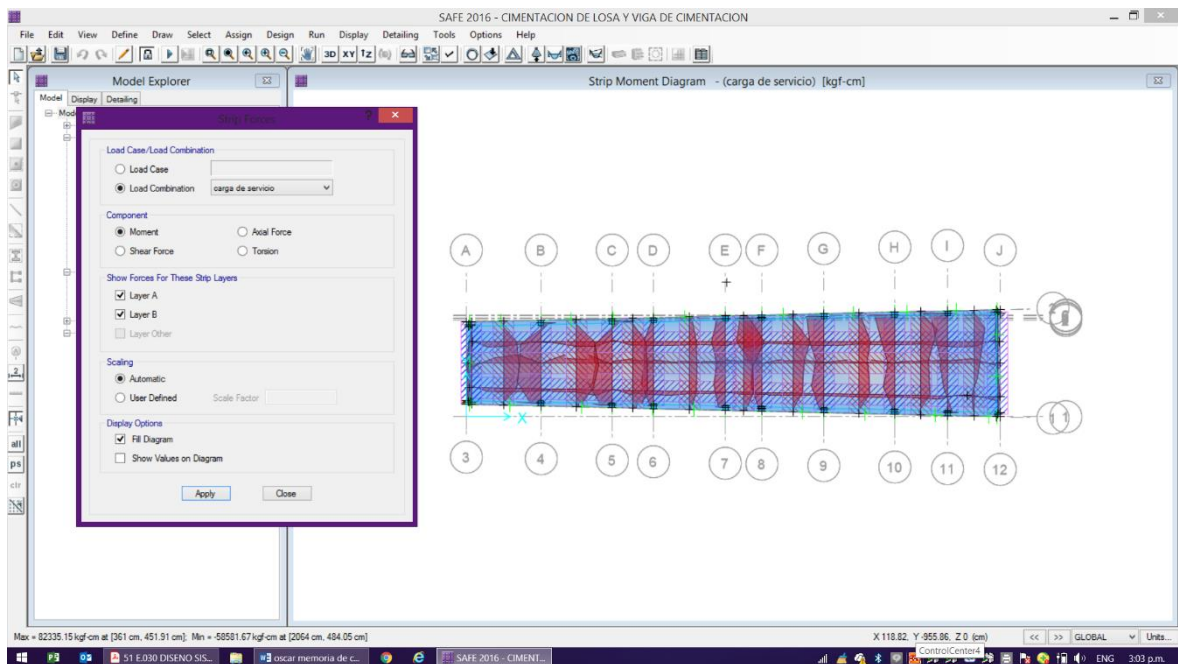 SAFE 2016 - CIMENTACION DE LOSA Y VIGA DE CIMENTACION
File Edit View Define Draw Select Assign Design Run Display Detailing Tools Options Help
3D XY
Model Explorer
Strip Moment Diagram - (carga de servicio) [kgf-cm]
Model Display Detailing
Strip Forces ?
Load Case/Load Combination
Load Case
Load Combination carga de servicio
Component
Moment Axial Force
Shear Force Torsion
Show Forces For These Strip Layers
Layer A
Layer B
Layer Other
Scaling
Automatic
User Defined Scale Factor
Display Options
Fill Diagram
Show Values on Diagram
Apply Close
all
ps
clr
A B C D E F G H I J
X
3 4 5 6 7 8 9 10 11 12
Max = 82335.15 kgf-cm at [361 cm, 451.91 cm]; Min = -58581.67 kgf-cm at [2064 cm, 484.05 cm]
X 118.82, Y -955.86, Z 0 (cm) << >> GLOBAL Units...
ControlCenter4
51 E.030 DISENO SIS... oscar memoria de c... SAFE 2016 - CIMENT... ENG 3:03 p.m.